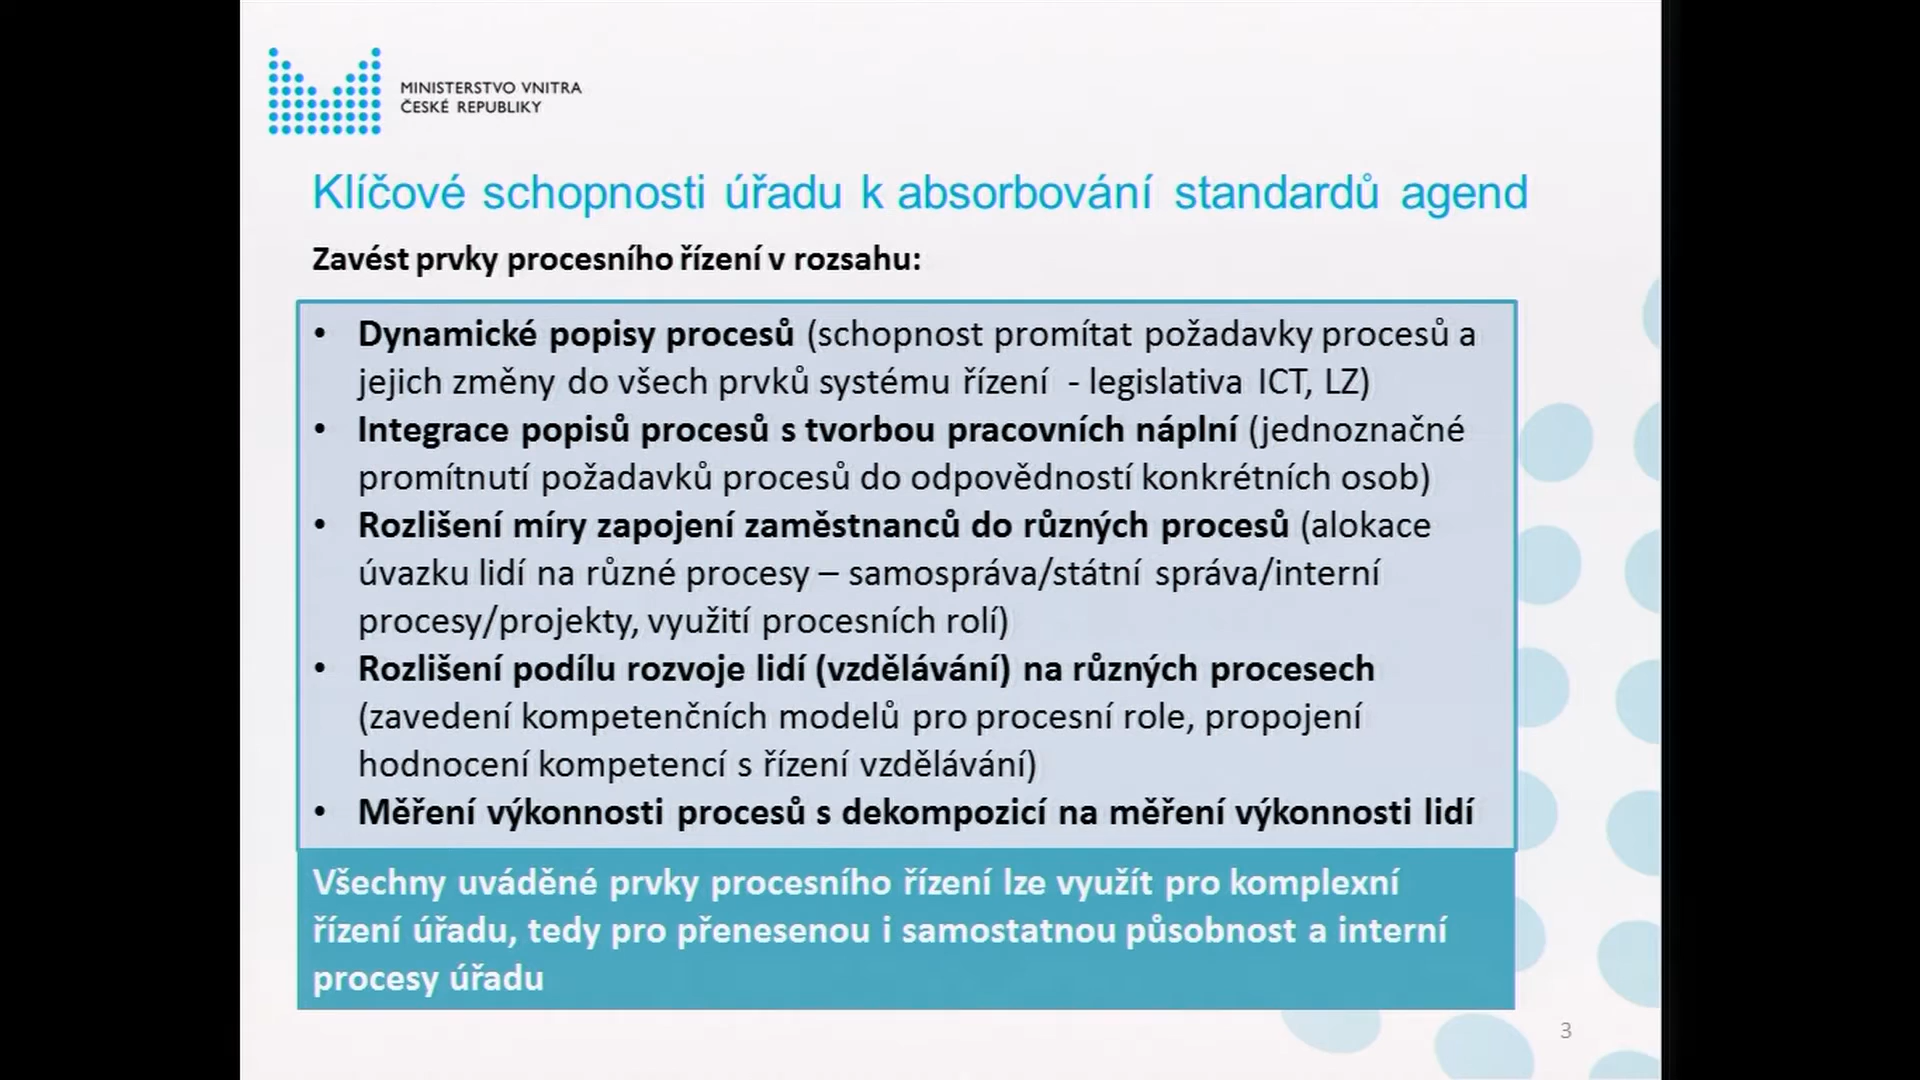 MINISTERSTVO VNITRA
ČESKÉ REPUBLIKY
Klíčové schopnosti úřadu k absorbování standardů agend
Zavést prvky procesního řízení v rozsahu:
• Dynamické popisy procesů (schopnost promítat požadavky procesů a
jejich změny do všech prvků systému řízení - legislativa ICT, LZ)
• Integrace popisů procesů s tvorbou pracovních náplní (jednoznačné
promítnutí požadavků procesů do odpovědností konkrétních osob)
• Rozlišení míry zapojení zaměstnanců do různých procesů (alokace
úvazku lidí na různé procesy – samospráva/státní správa/interní
procesy/projekty, využití procesních rolí)
• Rozlišení podílu rozvoje lidí (vzdělávání) na různých procesech
(zavedení kompetenčních modelů pro procesní role, propojení
hodnocení kompetencí s řízení vzdělávání)
• Měření výkonnosti procesů s dekompozicí na měření výkonnosti lidí
Všechny uváděné prvky procesního řízení lze využít pro komplexní
řízení úřadu, tedy pro přenesenou i samostatnou působnost a interní
procesy úřadu
3